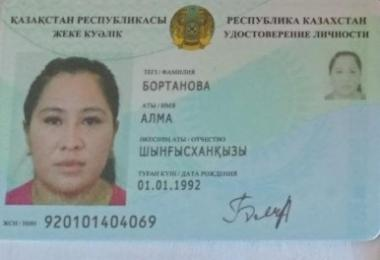 ҚАЗАҚСТАН РЕСПУБЛИКАСЫ
ЖЕКЕ КУӘЛІК
РЕСПУБЛИКА КАЗАХСТАН
УДОСТОВЕРЕНИЕ ЛИЧНОСТИ
ТЕГІ / ФАМИЛИЯ
БОРТАНОВА
АТЫ / ИМЯ
АЛМА
ӘКЕСІНІҢ АТЫ / ОТЧЕСТВО
ШЫНҒЫСХАНҚЫЗЫ
ТУҒАН КҮНІ / ДАТА РОЖДЕНИЯ
01.01.1992
ЖСН / ИИН 920101404069